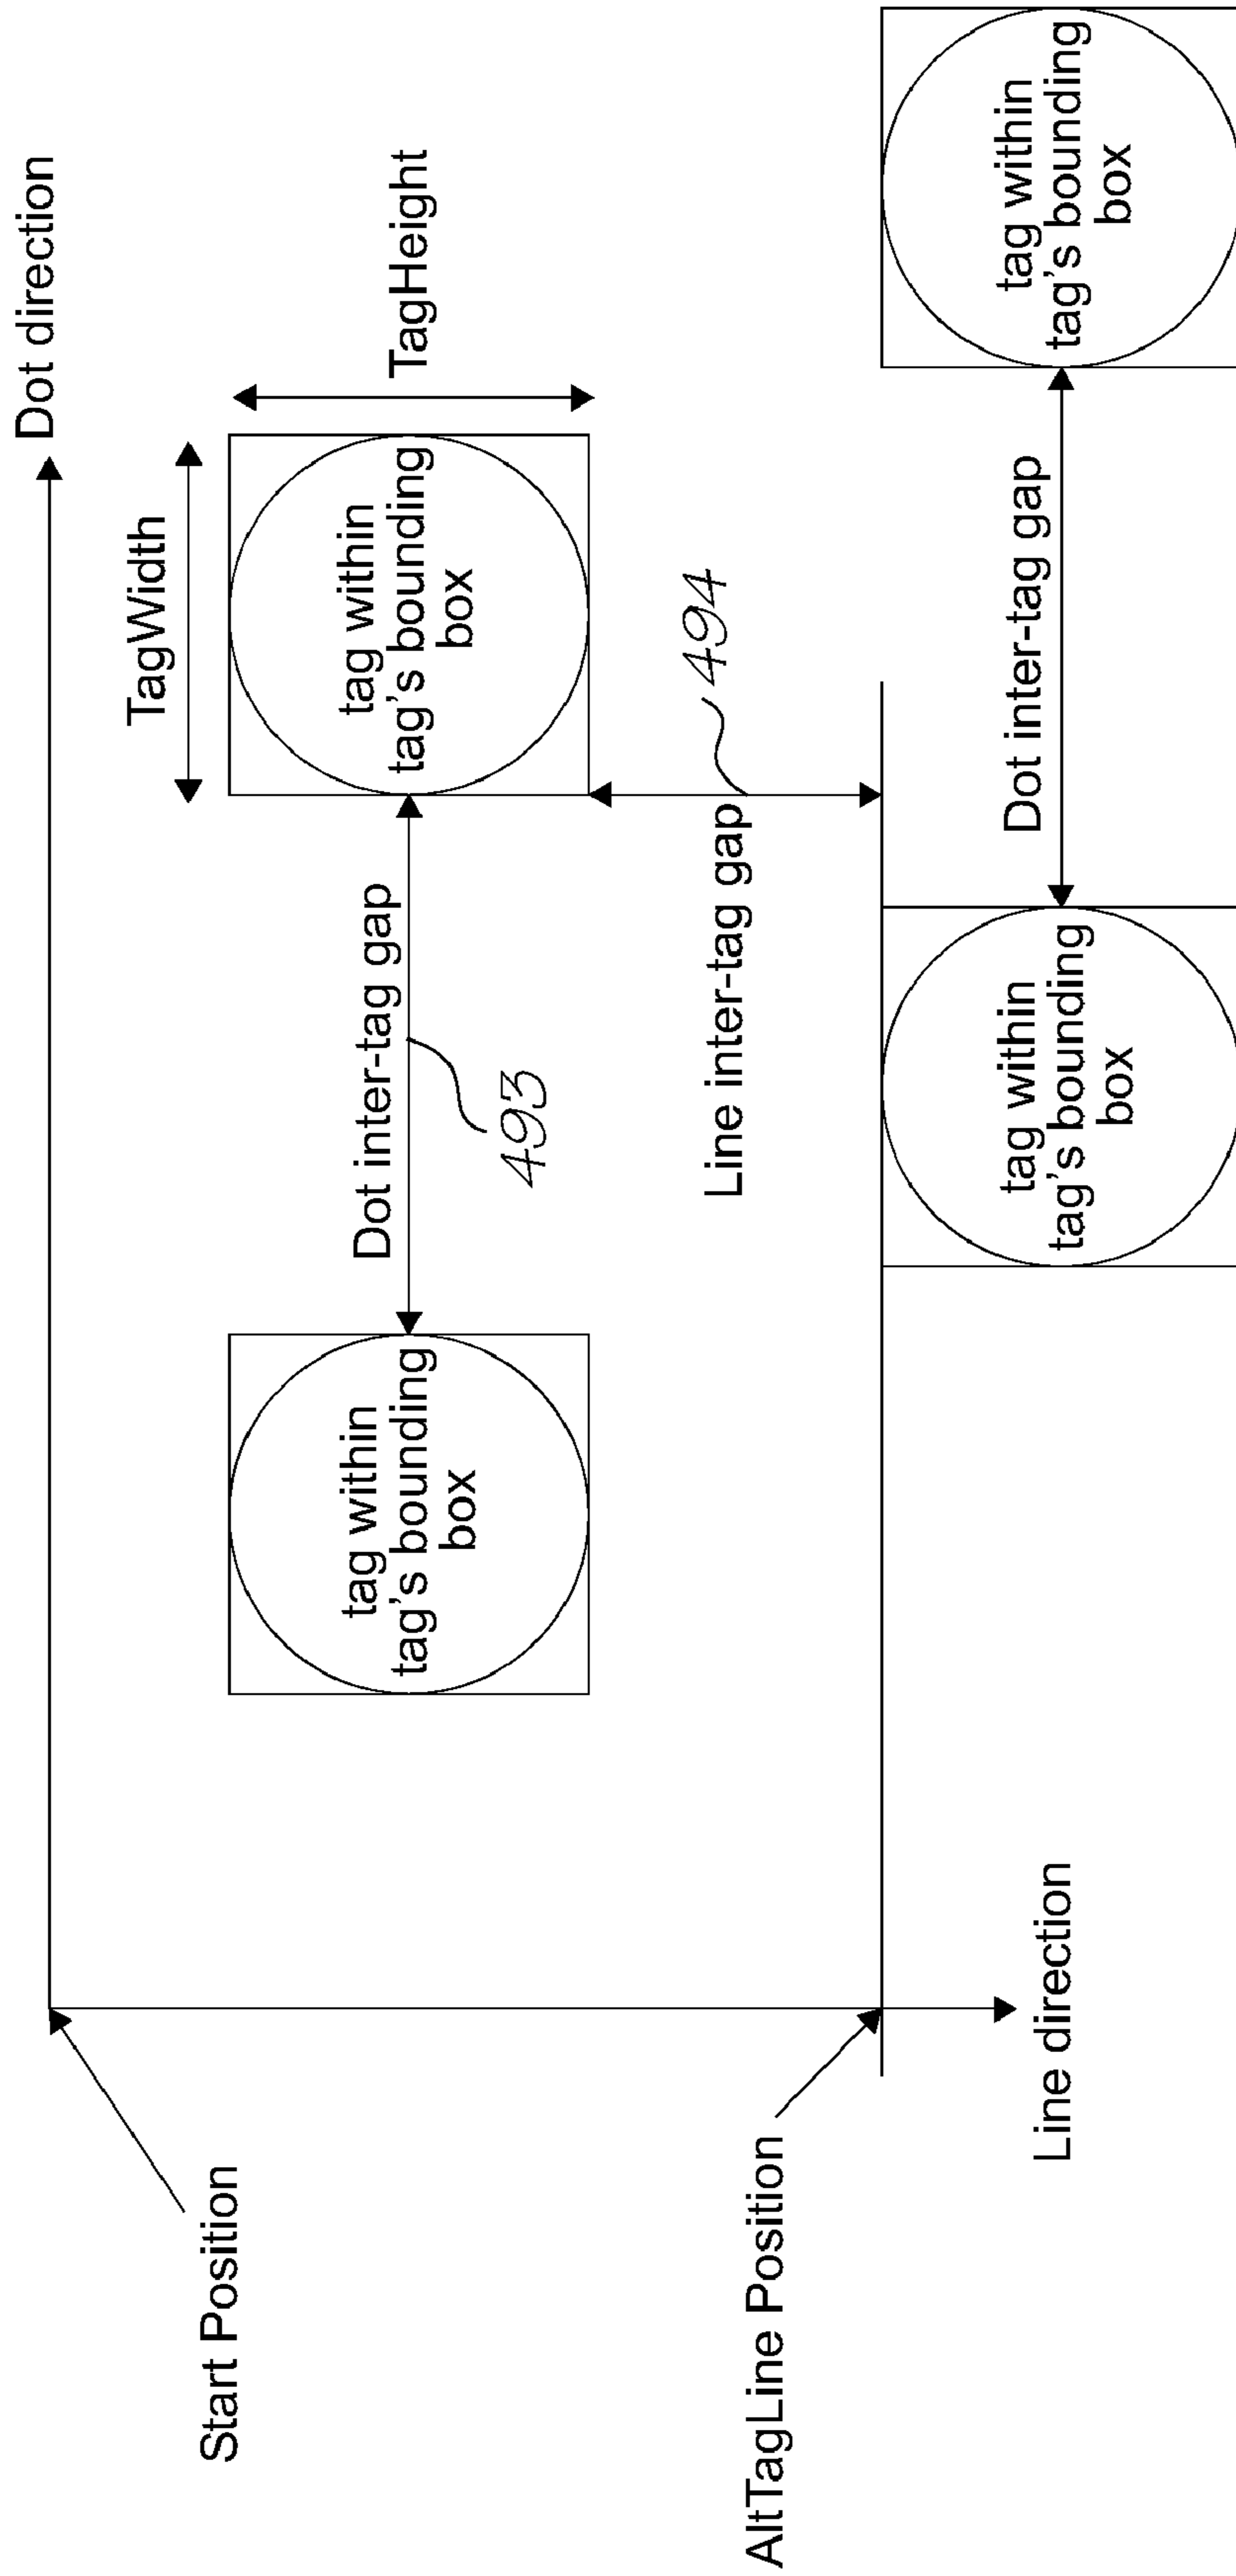 Dot direction
Start Position
TagWidth
TagHeight
tag within
tag's bounding
box
Dot inter-tag gap
493
tag within
tag's bounding
box
Line inter-tag gap
494
AltTagLine Position
Line direction
tag within
tag's bounding
box
Dot inter-tag gap
tag within
tag's bounding
box